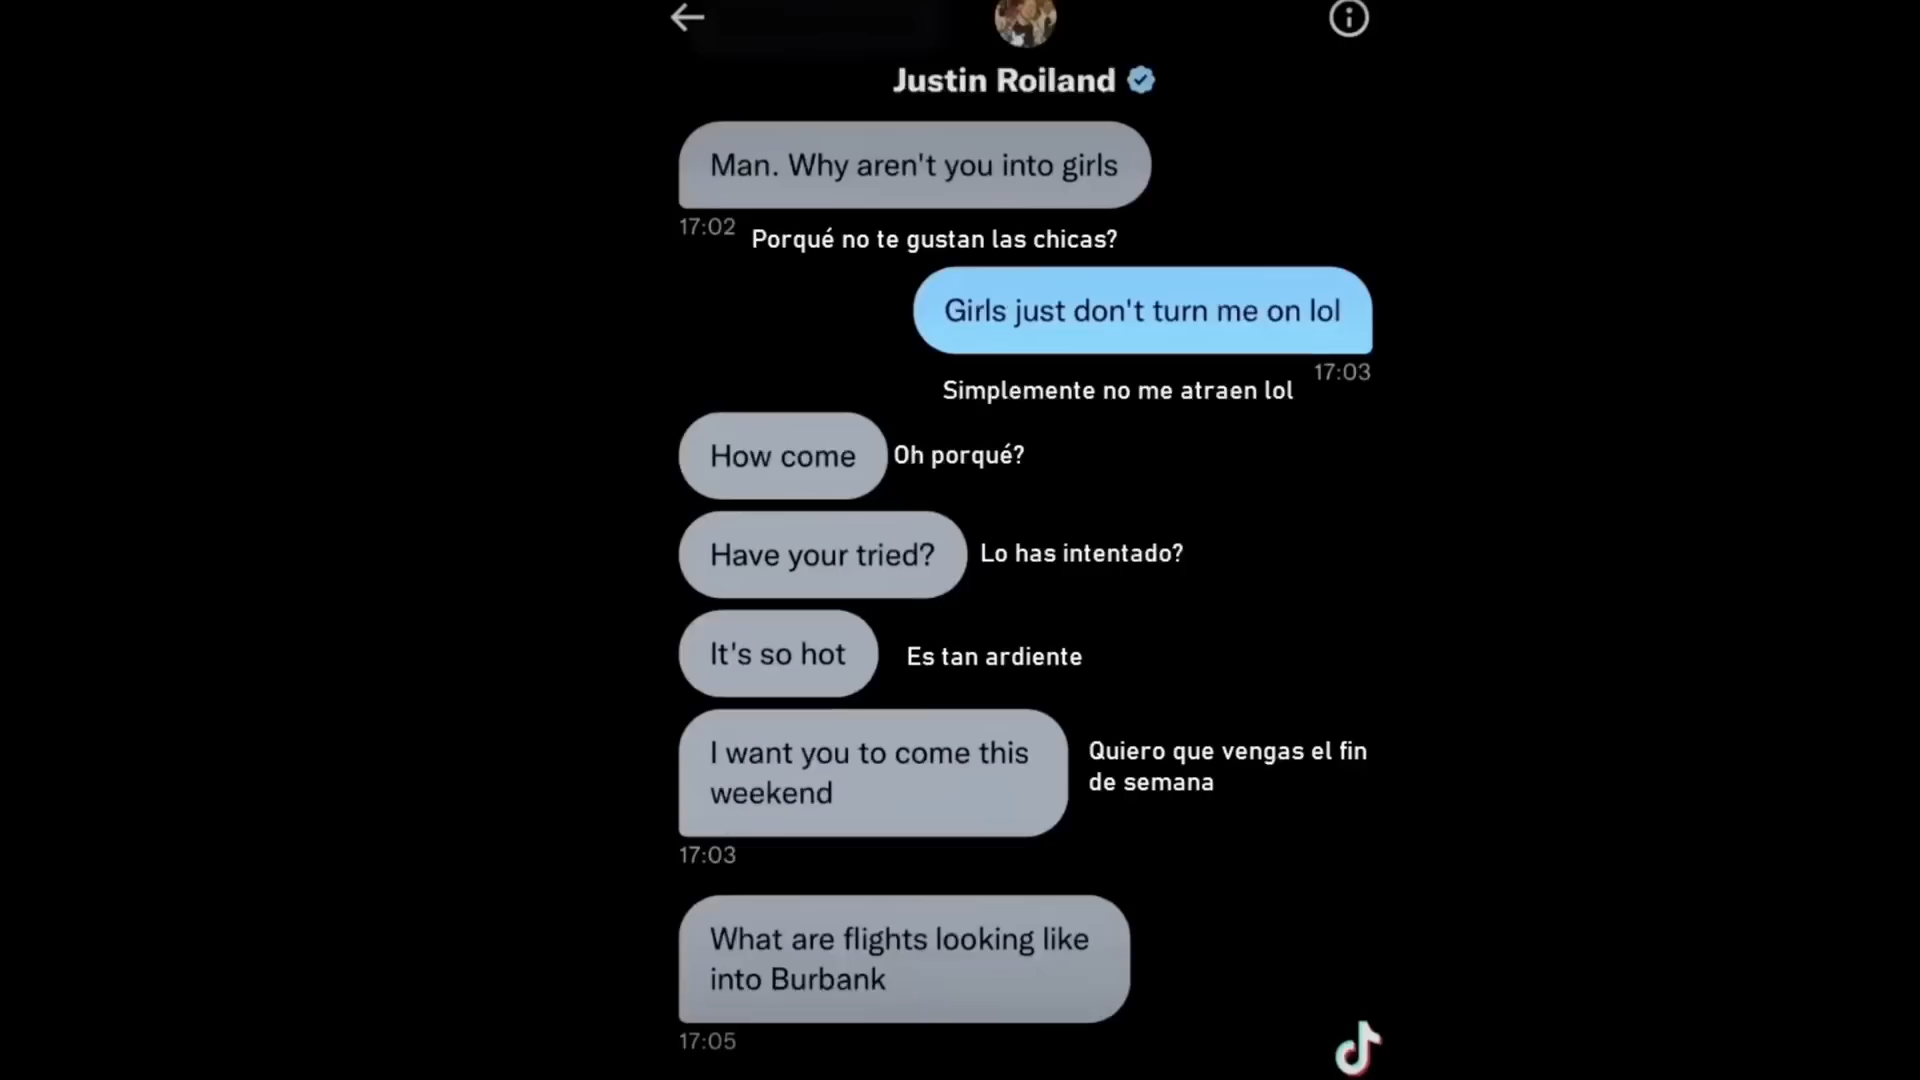 Justin Roiland
Man. Why aren't you into girls
17:02
Porqué no te gustan las chicas?
Girls just don't turn me on lol
17:03
Simplemente no me atraen lol
How come
Oh porqué?
Have your tried?
Lo has intentado?
It's so hot
Es tan ardiente
I want you to come this
weekend
Quiero que vengas el fin
de semana
17:03
What are flights looking like
into Burbank
17:05